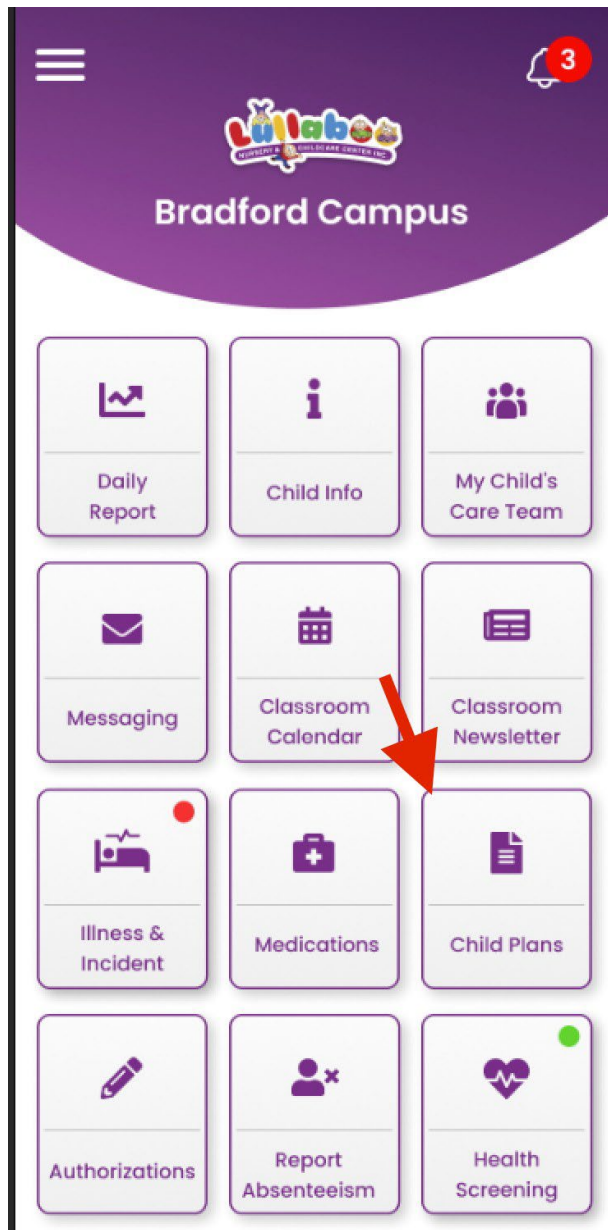 3
Lullaboo
NURSERY & CHILDCARE CENTER INC.
Bradford Campus
Daily
Report
Child Info
My Child's
Care Team
Messaging
Classroom
Calendar
Classroom
Newsletter
Illness &
Incident
Medications
Child Plans
Authorizations
Report
Absenteeism
Health
Screening